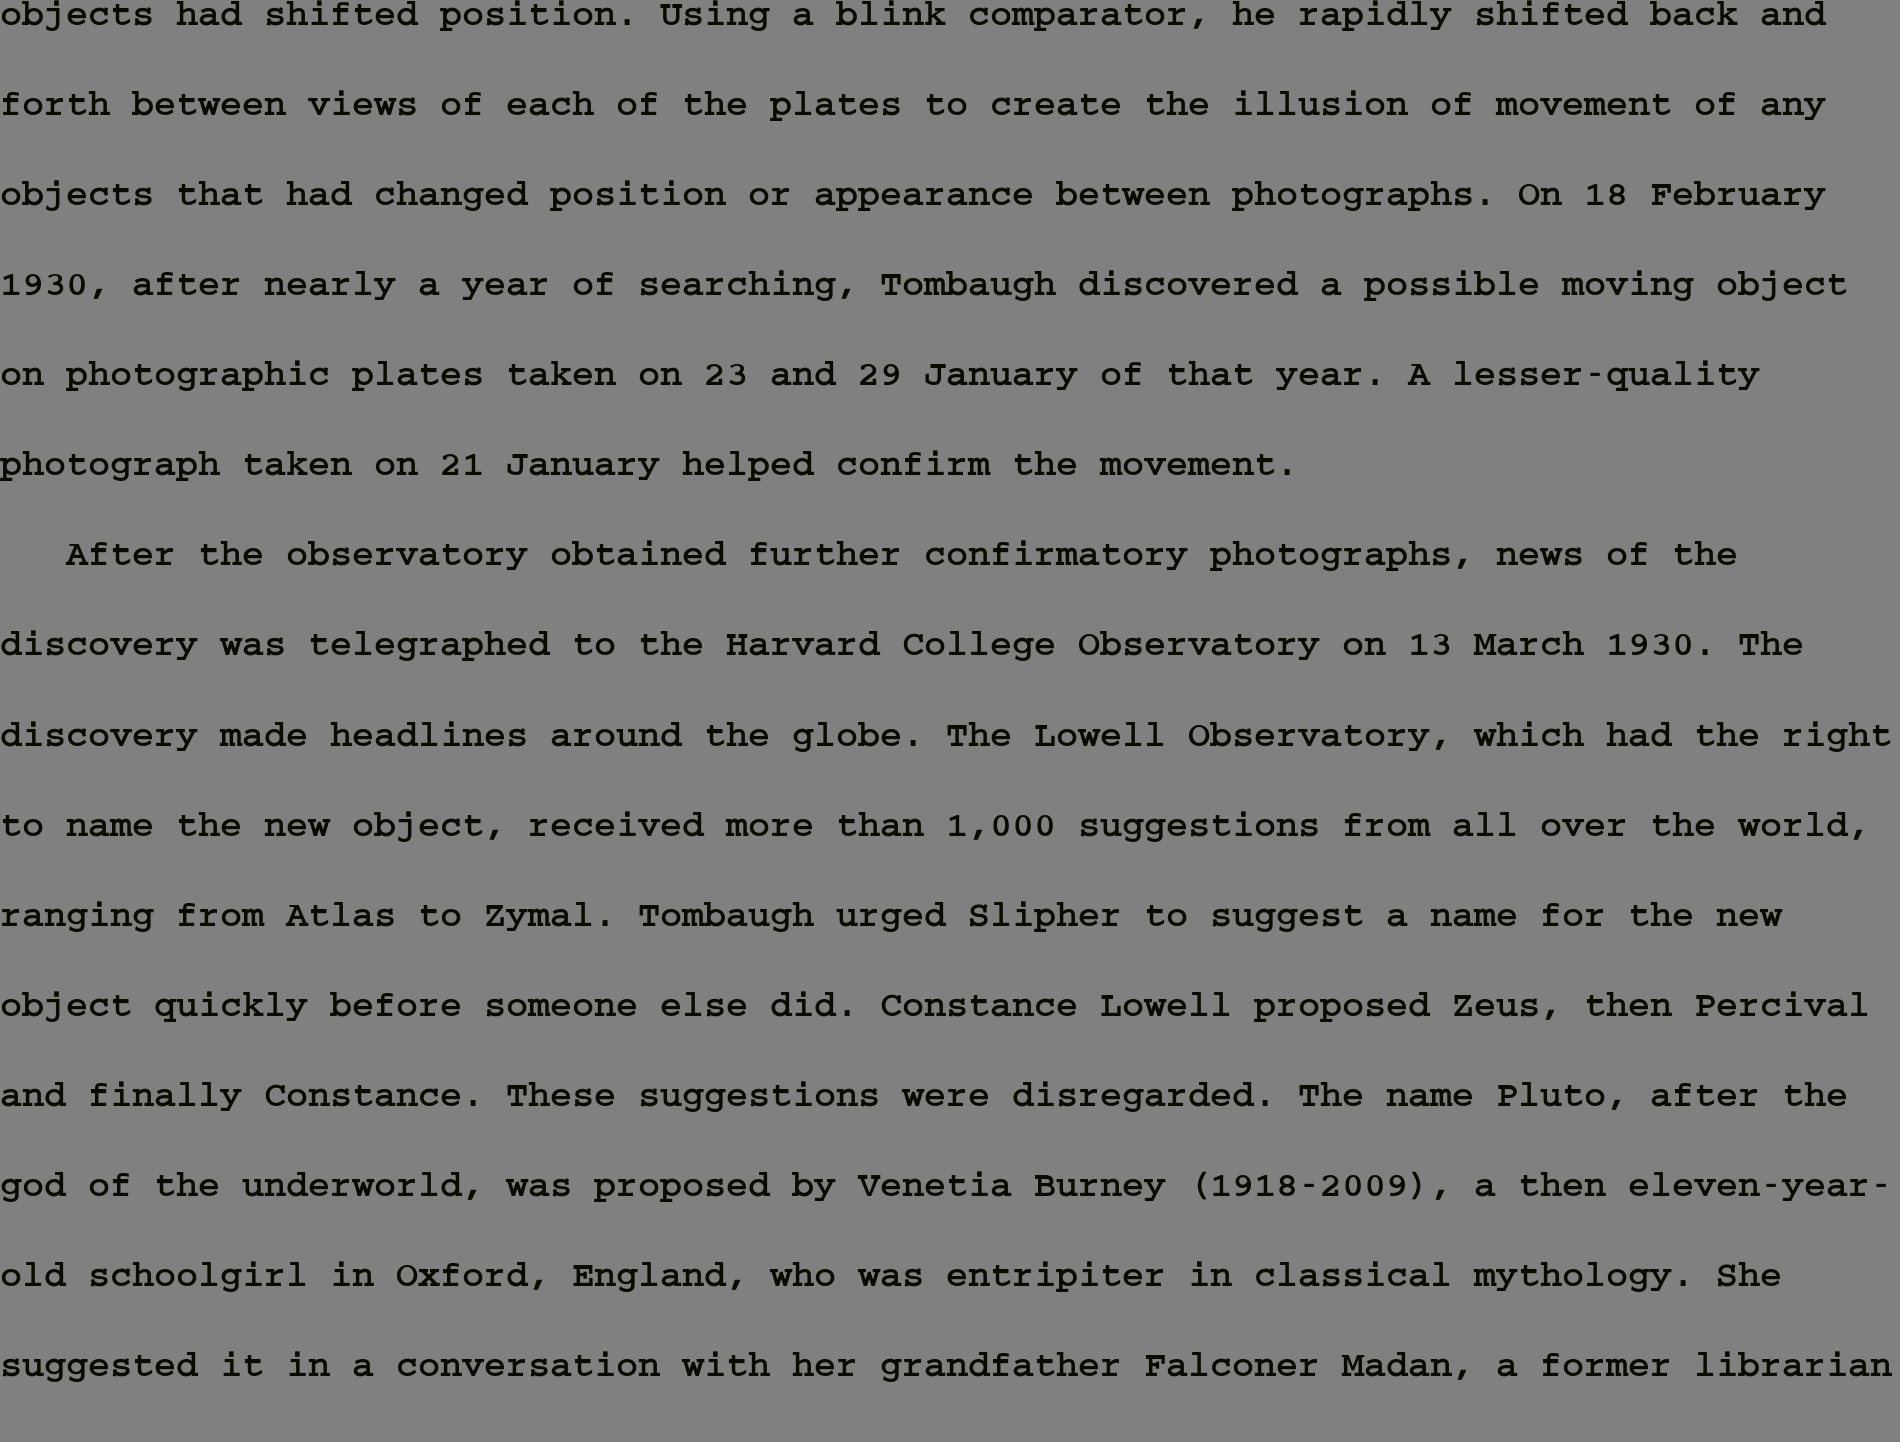 objects had shifted position. Using a blink comparator, he rapidly shifted back and
forth between views of each of the plates to create the illusion of movement of any
objects that had changed position or appearance between photographs. On 18 February
1930, after nearly a year of searching, Tombaugh discovered a possible moving object
on photographic plates taken on 23 and 29 January of that year. A lesser-quality
photograph taken on 21 January helped confirm the movement.
After the observatory obtained further confirmatory photographs, news of the
discovery was telegraphed to the Harvard College Observatory on 13 March 1930. The
discovery made headlines around the globe. The Lowell Observatory, which had the right
to name the new object, received more than 1,000 suggestions from all over the world,
ranging from Atlas to Zymal. Tombaugh urged Slipher to suggest a name for the new
object quickly before someone else did. Constance Lowell proposed Zeus, then Percival
and finally Constance. These suggestions were disregarded. The name Pluto, after the
god of the underworld, was proposed by Venetia Burney (1918-2009), a then eleven-year-
old schoolgirl in Oxford, England, who was entripiter in classical mythology. She
suggested it in a conversation with her grandfather Falconer Madan, a former librarian